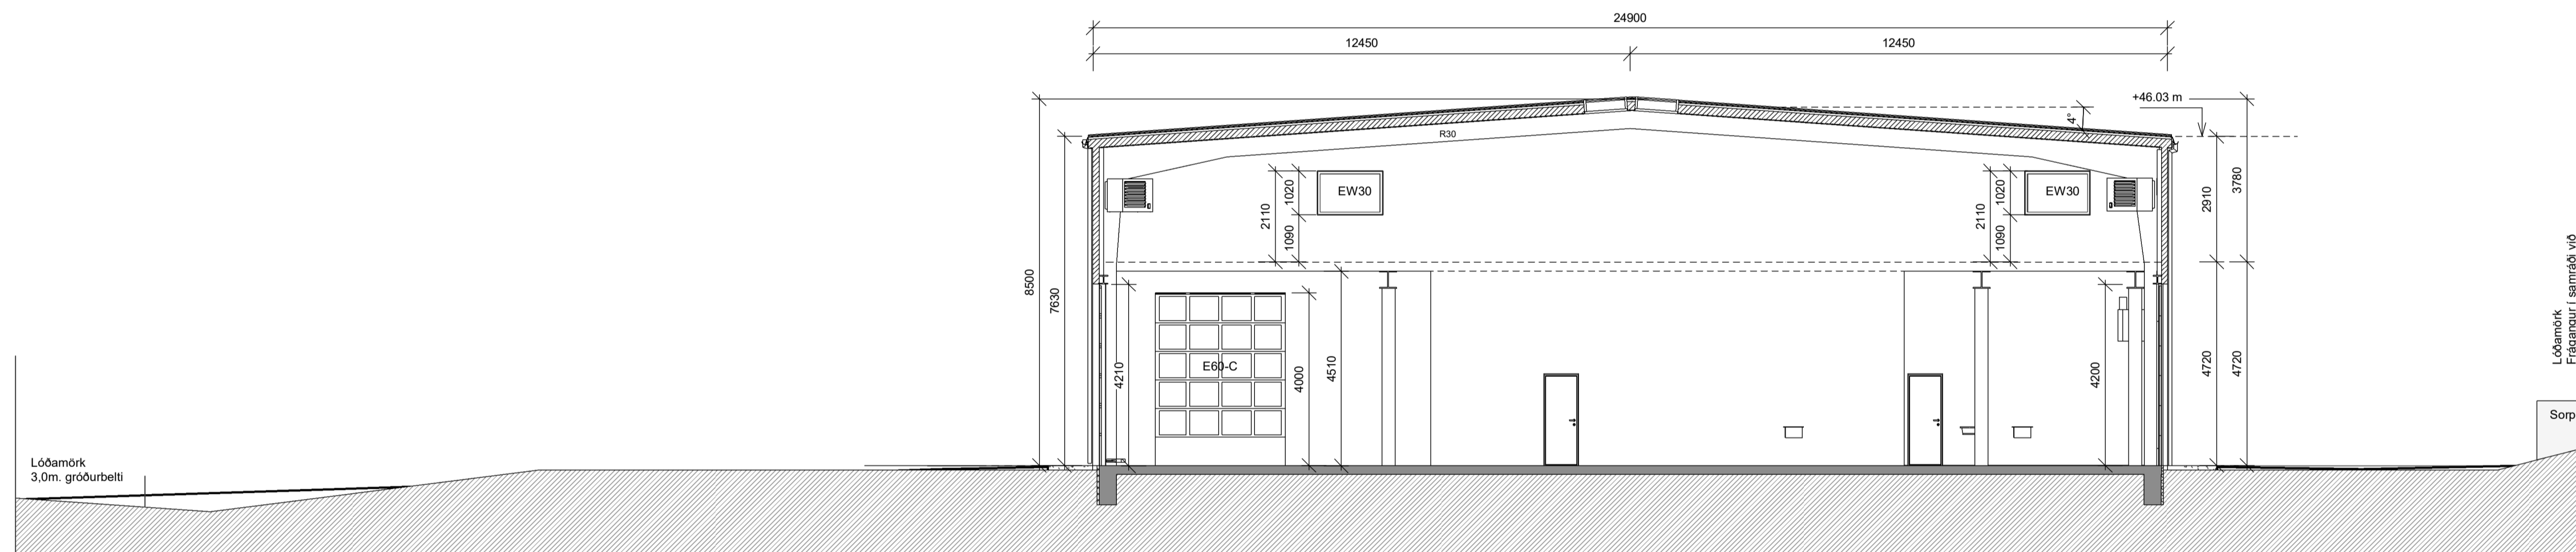 24900
12450
12450
+46.03 m
4°
R30
EW30
EW30
1020
2110
1090
1020
2110
1090
2910
3780
8500
7630
4210
E60-C
4000
4510
4200
4720
4720
Lóðamörk
3,0m. gróðurbelti
Lóðamörk
Frágangur í samráði við
Sorp